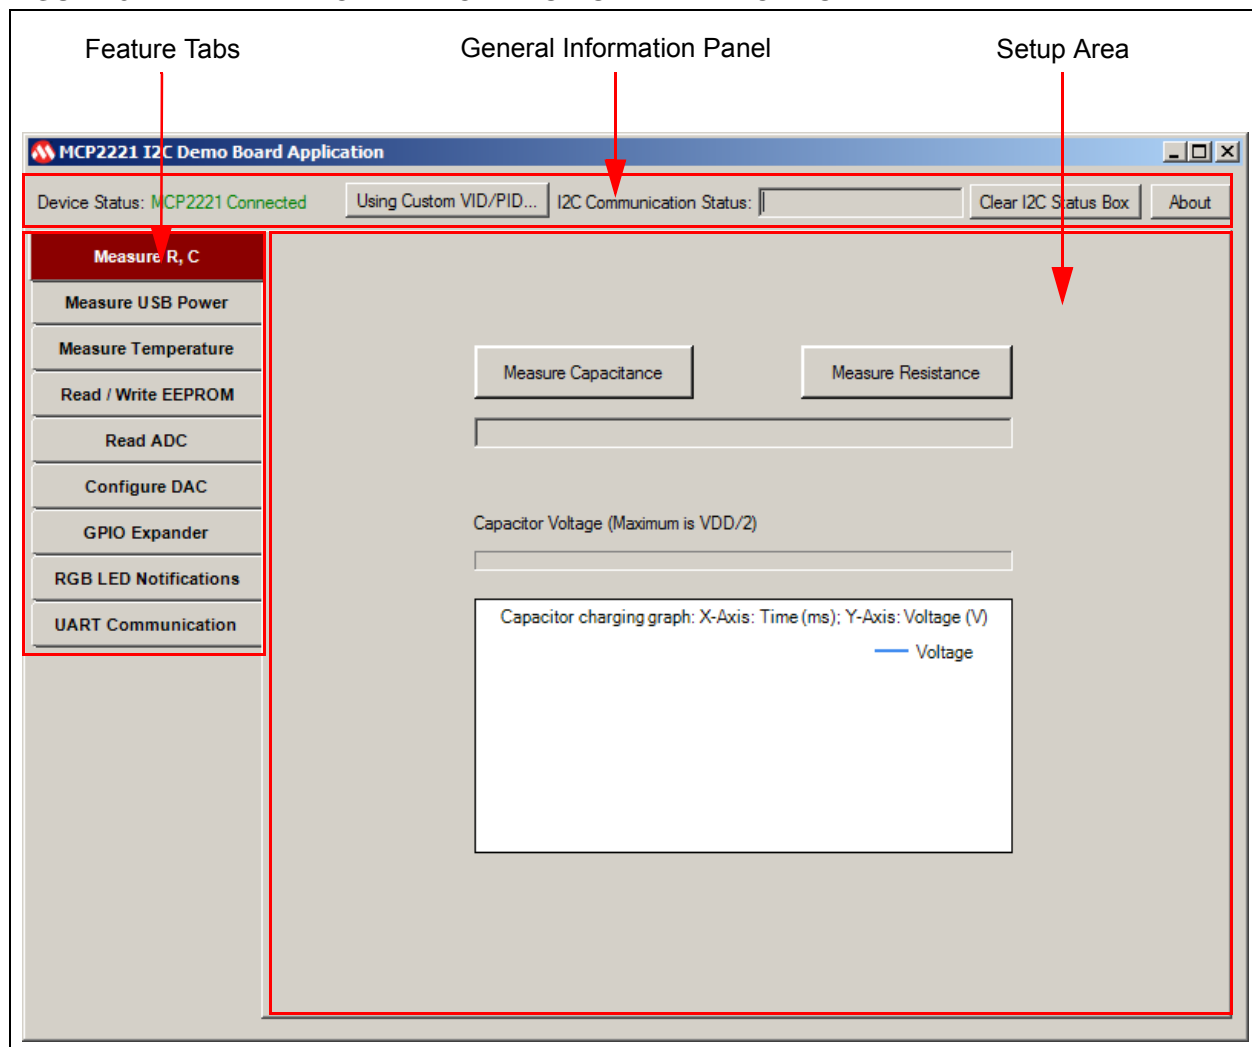 Feature Tabs
General Information Panel
Setup Area
MCP2221 I2C Demo Board Application
Device Status: MCP2221 Connected
Using Custom VID/PID...
I2C Communication Status:
Clear I2C Status Box
About
Measure R, C
Measure USB Power
Measure Temperature
Read / Write EEPROM
Read ADC
Configure DAC
GPIO Expander
RGB LED Notifications
UART Communication
Measure Capacitance
Measure Resistance
Capacitor Voltage (Maximum is VDD/2)
Capacitor charging graph: X-Axis: Time (ms); Y-Axis: Voltage (V)
Voltage